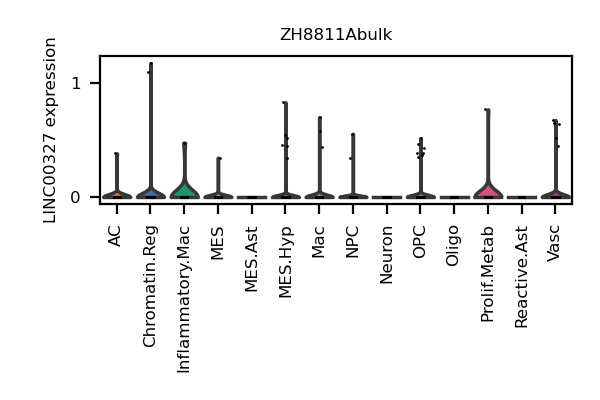 ZH8811Abulk
LINC00327 expression
1
0
AC
Chromatin.Reg
Inflammatory.Mac
MES
MES.Ast
MES.Hyp
Mac
NPC
Neuron
OPC
Oligo
Prolif.Metab
Reactive.Ast
Vasc